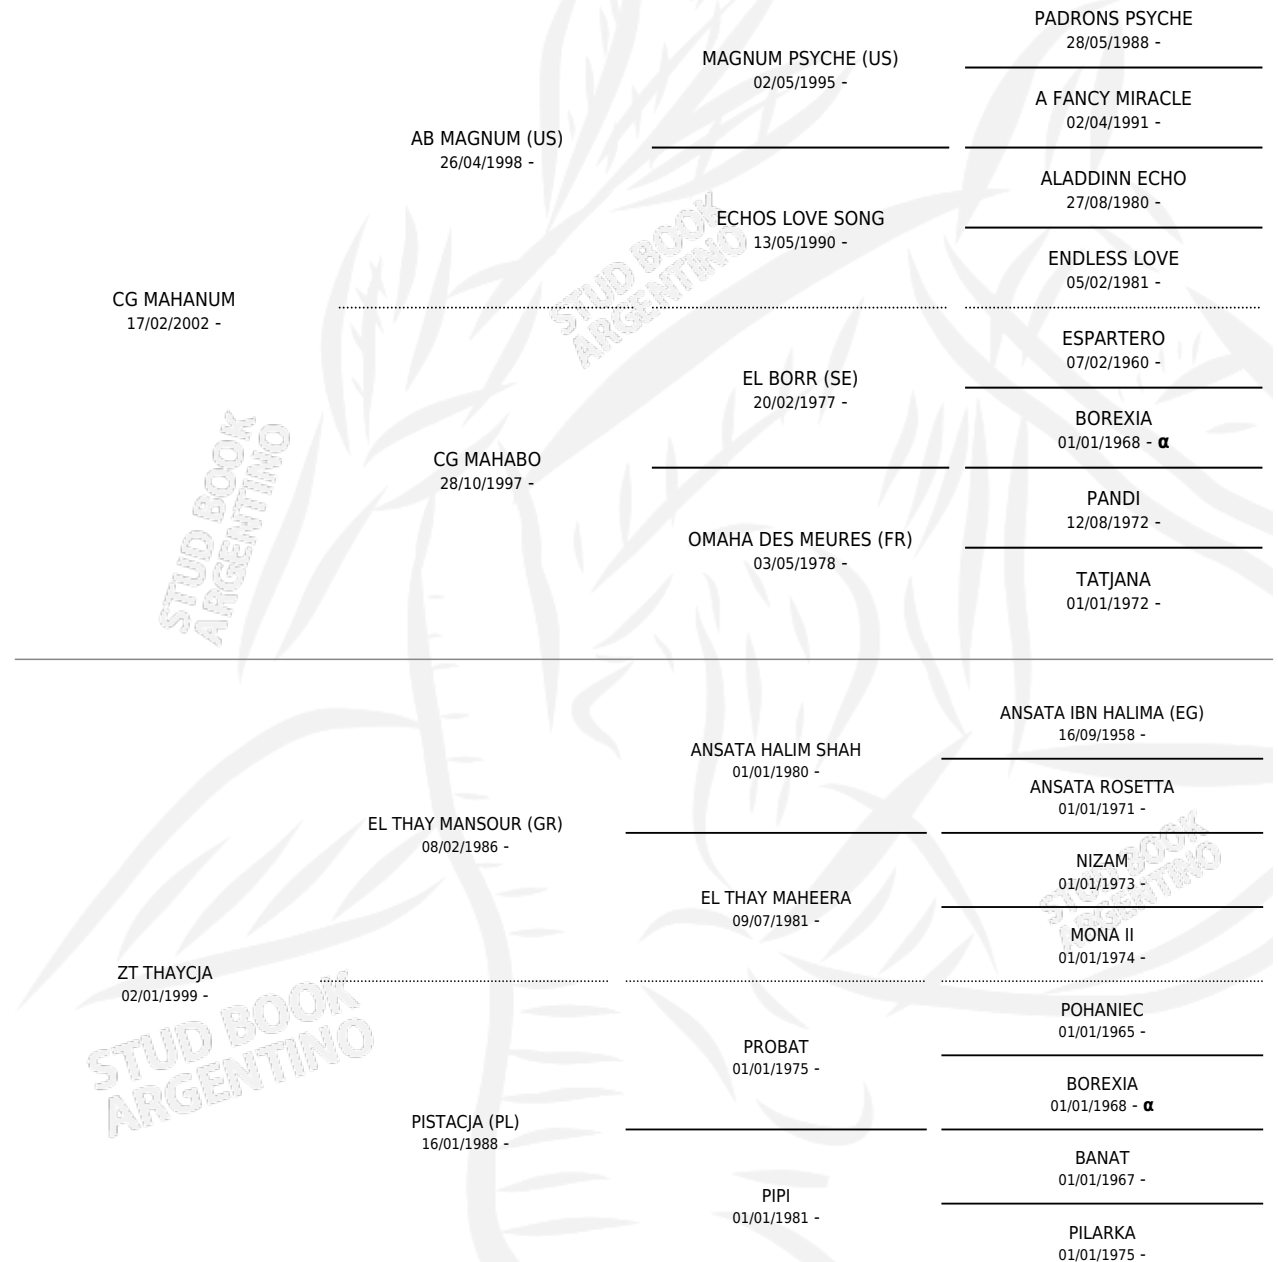 PADRONS PSYCHE
28/05/1988 -
MAGNUM PSYCHE (US)
02/05/1995 -
A FANCY MIRACLE
02/04/1991 -
AB MAGNUM (US)
26/04/1998 -
ALADDINN ECHO
27/08/1980 -
ECHOS LOVE SONG
13/05/1990 -
ENDLESS LOVE
05/02/1981 -
CG MAHANUM
17/02/2002 -
ESPARTERO
07/02/1960 -
EL BORR (SE)
20/02/1977 -
BOREXIA
01/01/1968 - α
CG MAHABO
28/10/1997 -
PANDI
12/08/1972 -
OMAHA DES MEURES (FR)
03/05/1978 -
TATJANA
01/01/1972 -
ANSATA IBN HALIMA (EG)
16/09/1958 -
ANSATA HALIM SHAH
01/01/1980 -
ANSATA ROSETTA
01/01/1971 -
EL THAY MANSOUR (GR)
08/02/1986 -
NIZAM
01/01/1973 -
EL THAY MAHEERA
09/07/1981 -
MONA II
01/01/1974 -
ZT THAYCJA
02/01/1999 -
POHANIEC
01/01/1965 -
PROBAT
01/01/1975 -
BOREXIA
01/01/1968 - α
PISTACJA (PL)
16/01/1988 -
BANAT
01/01/1967 -
PIPI
01/01/1981 -
PILARKA
01/01/1975 -
STUD BOOK
ARGENTINO
STUD BOOK
ARGENTINO
STUD BOOK
ARGENTINO
STUD BOOK
ARGENTINO